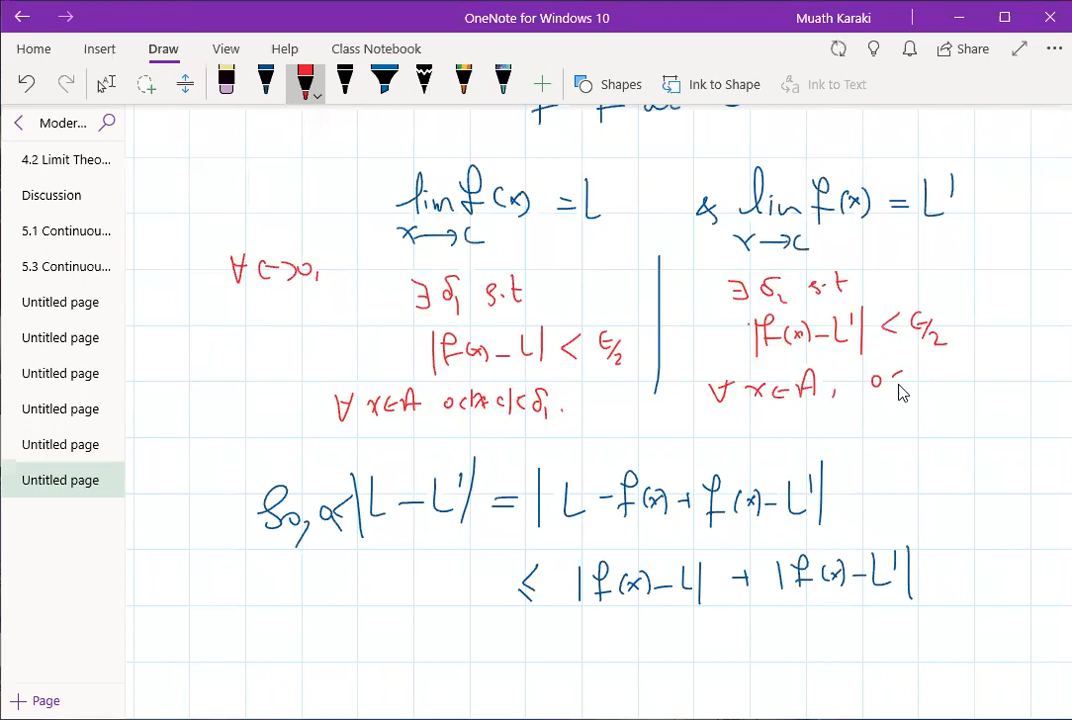 OneNote for Windows 10
Muath Karaki
Home Insert Draw View Help Class Notebook
Share
Shapes Ink to Shape Ink to Text
Moder...
4.2 Limit Theo...
Discussion
5.1 Continuou...
5.3 Continuou...
Untitled page
Untitled page
Untitled page
Untitled page
Untitled page
Untitled page
Page
lim f(x) = L & lim f(x) = L'
x→c x→c
∀ ε>0, ∃ δ₁ s.t ∃ δ₂ s.t
|f(x) - L| < ε/2 |f(x) - L'| < ε/2
∀ x∈A 0<|x-c|<δ₁. ∀ x∈A, 0<
So, 0<|L - L'| = |L - f(x) + f(x) - L'|
≤ |f(x) - L| + |f(x) - L'|